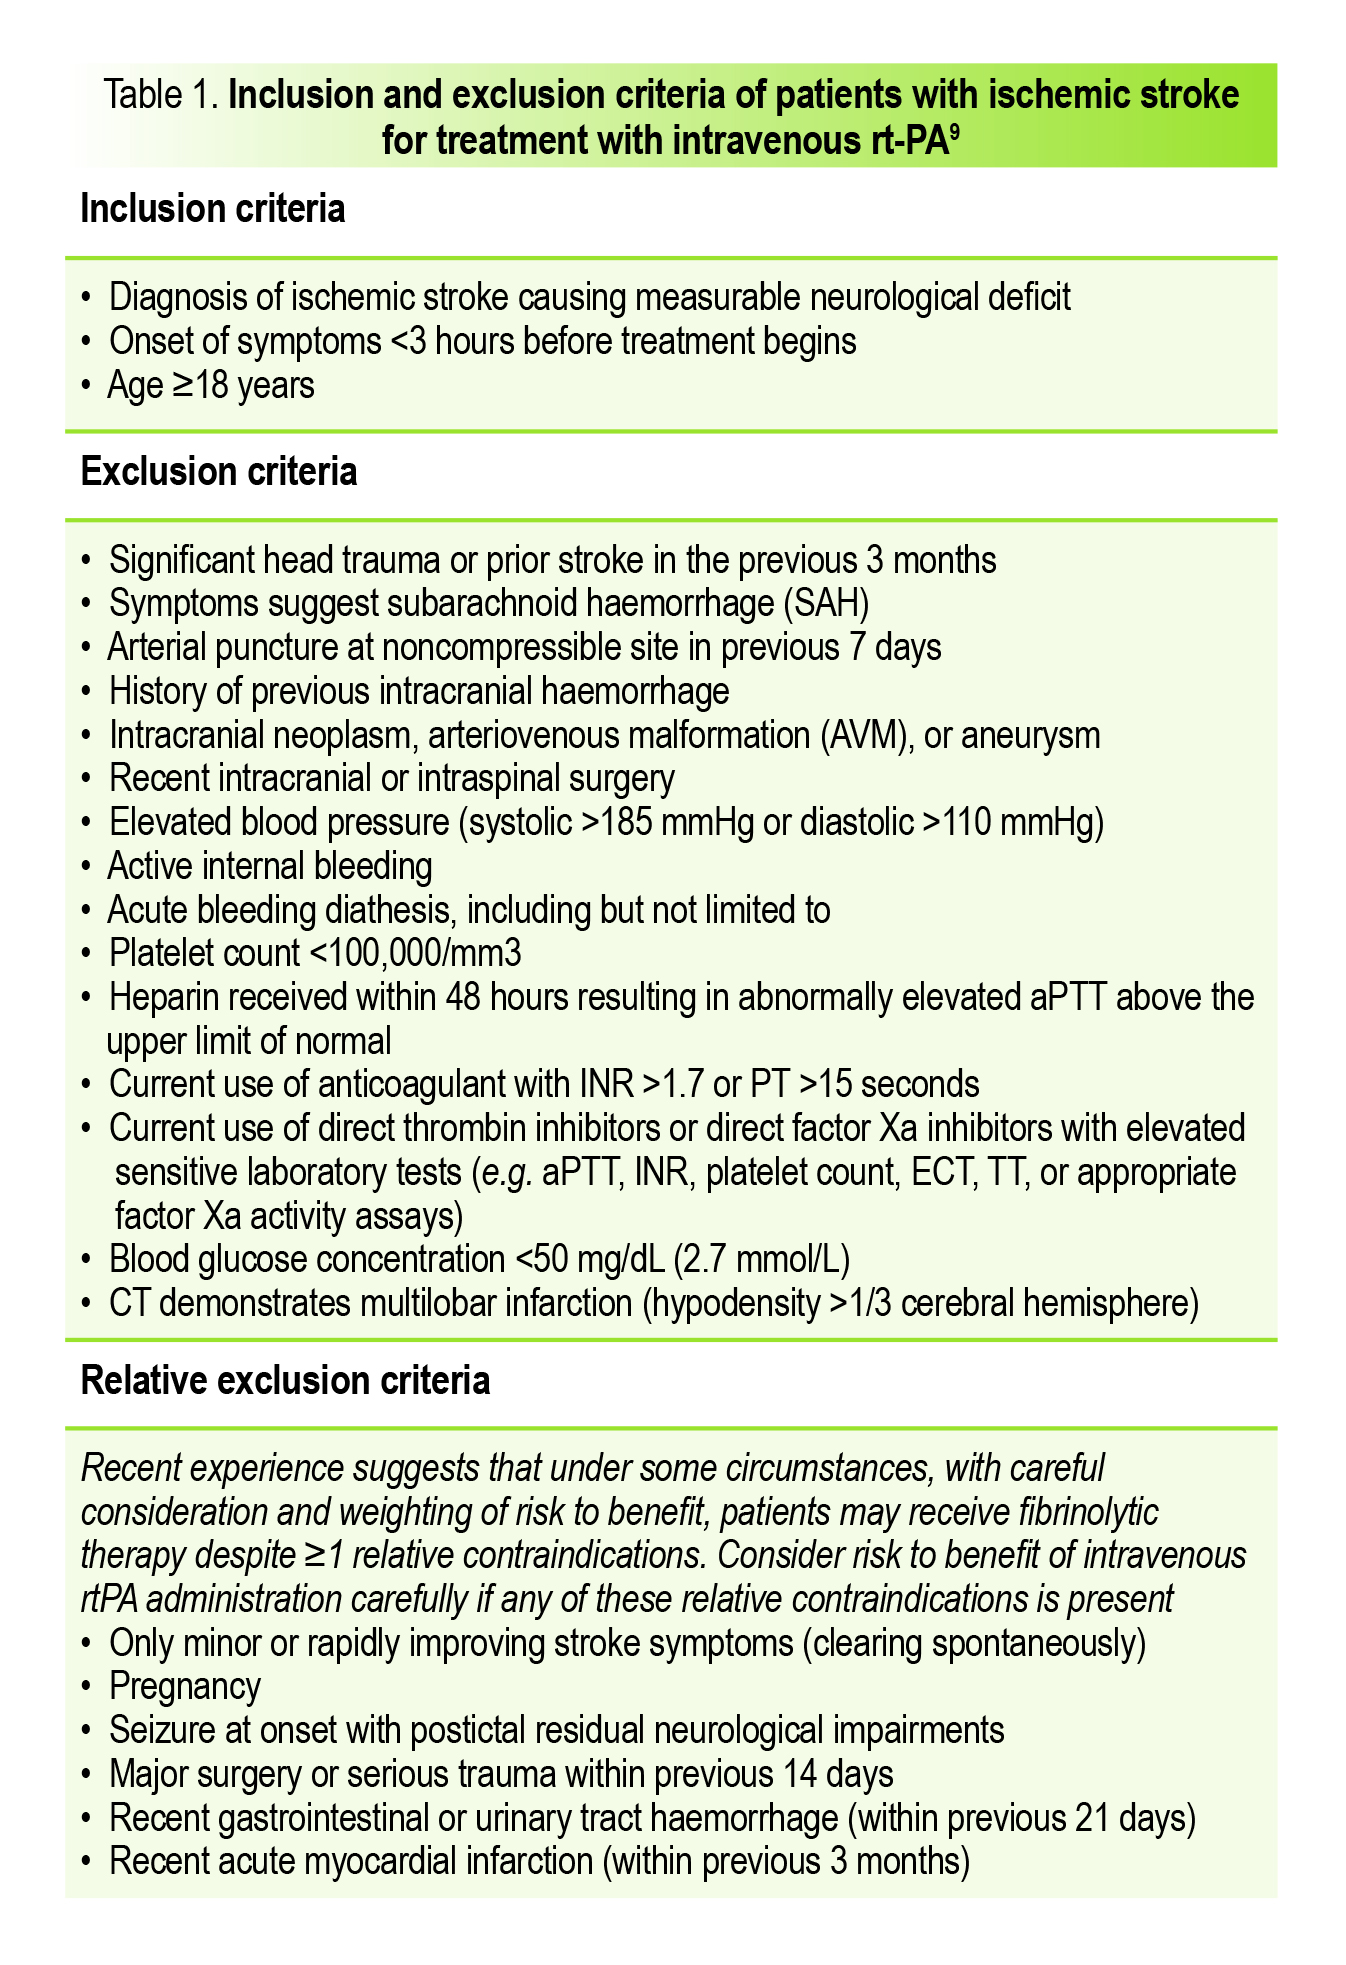 Table 1. Inclusion and exclusion criteria of patients with ischemic stroke
for treatment with intravenous rt-PA⁹
Inclusion criteria
• Diagnosis of ischemic stroke causing measurable neurological deficit
• Onset of symptoms <3 hours before treatment begins
• Age ≥18 years
Exclusion criteria
• Significant head trauma or prior stroke in the previous 3 months
• Symptoms suggest subarachnoid haemorrhage (SAH)
• Arterial puncture at noncompressible site in previous 7 days
• History of previous intracranial haemorrhage
• Intracranial neoplasm, arteriovenous malformation (AVM), or aneurysm
• Recent intracranial or intraspinal surgery
• Elevated blood pressure (systolic >185 mmHg or diastolic >110 mmHg)
• Active internal bleeding
• Acute bleeding diathesis, including but not limited to
• Platelet count <100,000/mm3
• Heparin received within 48 hours resulting in abnormally elevated aPTT above the
upper limit of normal
• Current use of anticoagulant with INR >1.7 or PT >15 seconds
• Current use of direct thrombin inhibitors or direct factor Xa inhibitors with elevated
sensitive laboratory tests (e.g. aPTT, INR, platelet count, ECT, TT, or appropriate
factor Xa activity assays)
• Blood glucose concentration <50 mg/dL (2.7 mmol/L)
• CT demonstrates multilobar infarction (hypodensity >1/3 cerebral hemisphere)
Relative exclusion criteria
Recent experience suggests that under some circumstances, with careful
consideration and weighting of risk to benefit, patients may receive fibrinolytic
therapy despite ≥1 relative contraindications. Consider risk to benefit of intravenous
rtPA administration carefully if any of these relative contraindications is present
• Only minor or rapidly improving stroke symptoms (clearing spontaneously)
• Pregnancy
• Seizure at onset with postictal residual neurological impairments
• Major surgery or serious trauma within previous 14 days
• Recent gastrointestinal or urinary tract haemorrhage (within previous 21 days)
• Recent acute myocardial infarction (within previous 3 months)